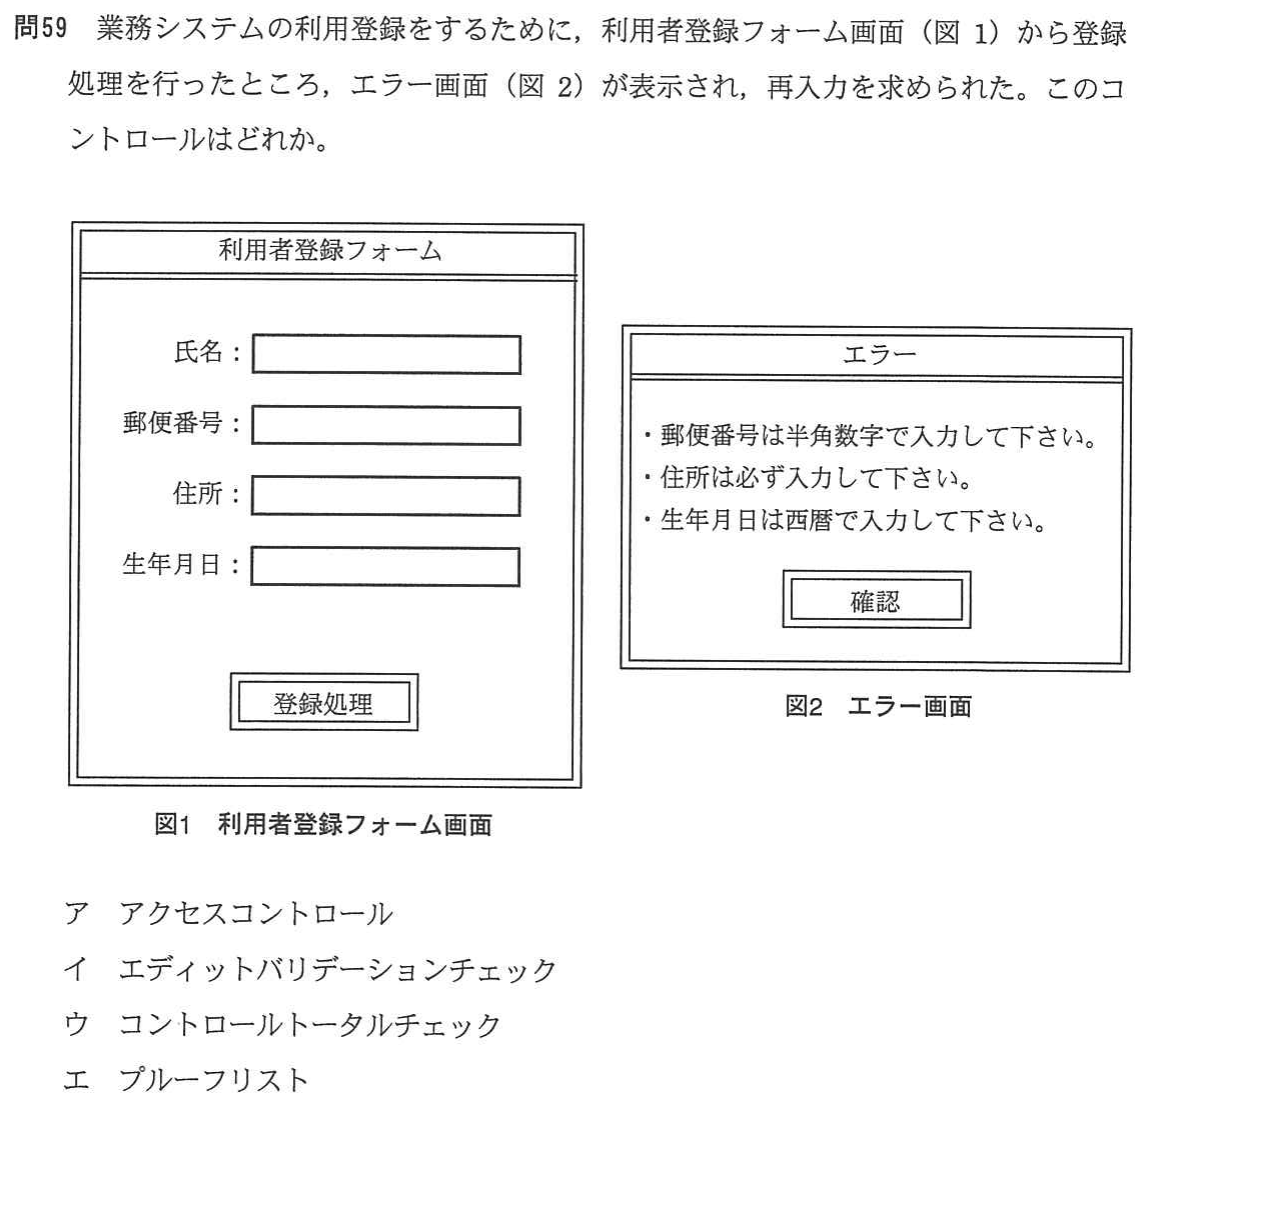 問59 業務システムの利用登録をするために，利用者登録フォーム画面（図 1）から登録
処理を行ったところ，エラー画面（図 2）が表示され，再入力を求められた。このコ
ントロールはどれか。
利用者登録フォーム
氏名：
郵便番号：
住所：
生年月日：
登録処理
図1 利用者登録フォーム画面
エラー
・郵便番号は半角数字で入力して下さい。
・住所は必ず入力して下さい。
・生年月日は西暦で入力して下さい。
確認
図2 エラー画面
ア アクセスコントロール
イ エディットバリデーションチェック
ウ コントロールトータルチェック
エ プルーフリスト